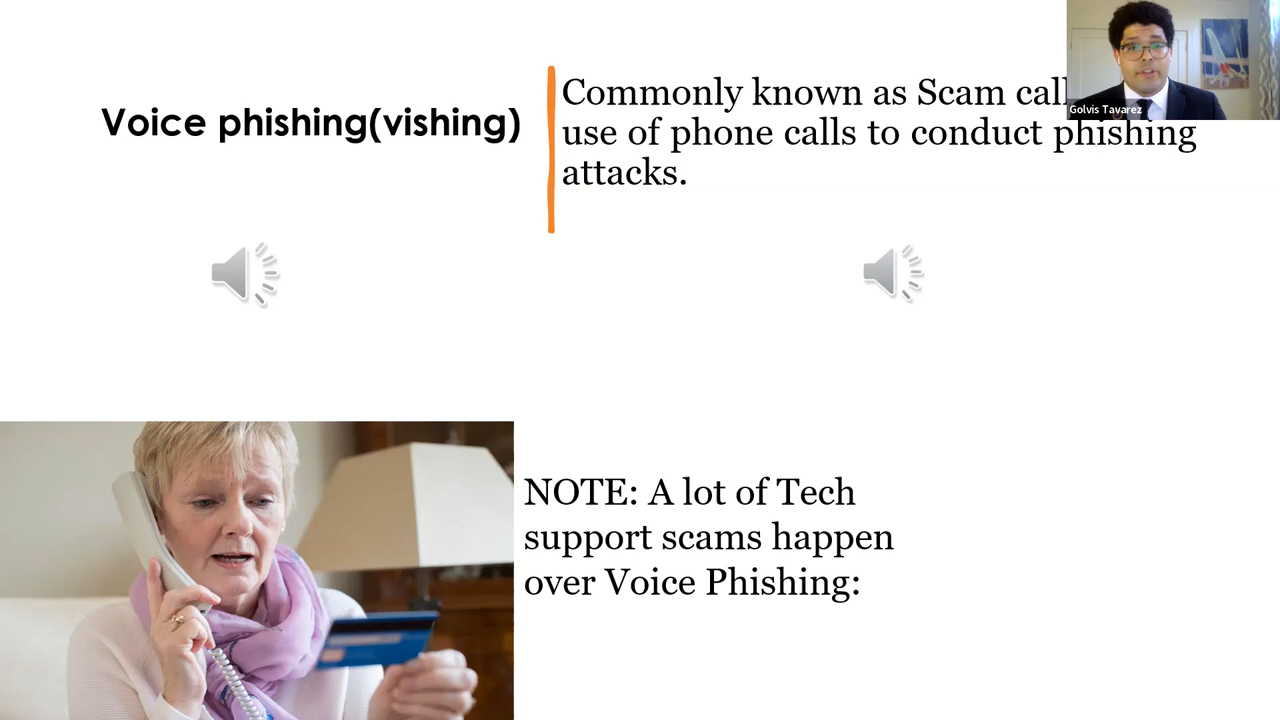 Voice phishing(vishing)
Commonly known as Scam call
use of phone calls to conduct phishing
attacks.
Golvis Tavarez
NOTE: A lot of Tech
support scams happen
over Voice Phishing: